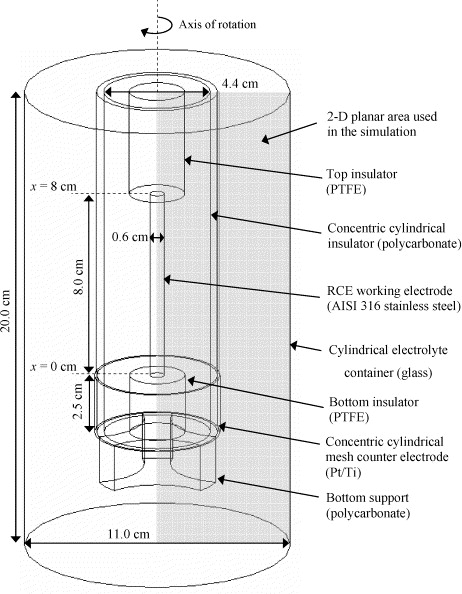 Axis of rotation
4.4 cm
2-D planar area used
in the simulation
Top insulator
(PTFE)
x = 8 cm
Concentric cylindrical
insulator (polycarbonate)
0.6 cm
8.0 cm
RCE working electrode
(AISI 316 stainless steel)
20.0 cm
Cylindrical electrolyte
container (glass)
x = 0 cm
Bottom insulator
(PTFE)
2.5 cm
Concentric cylindrical
mesh counter electrode
(Pt/Ti)
Bottom support
(polycarbonate)
11.0 cm